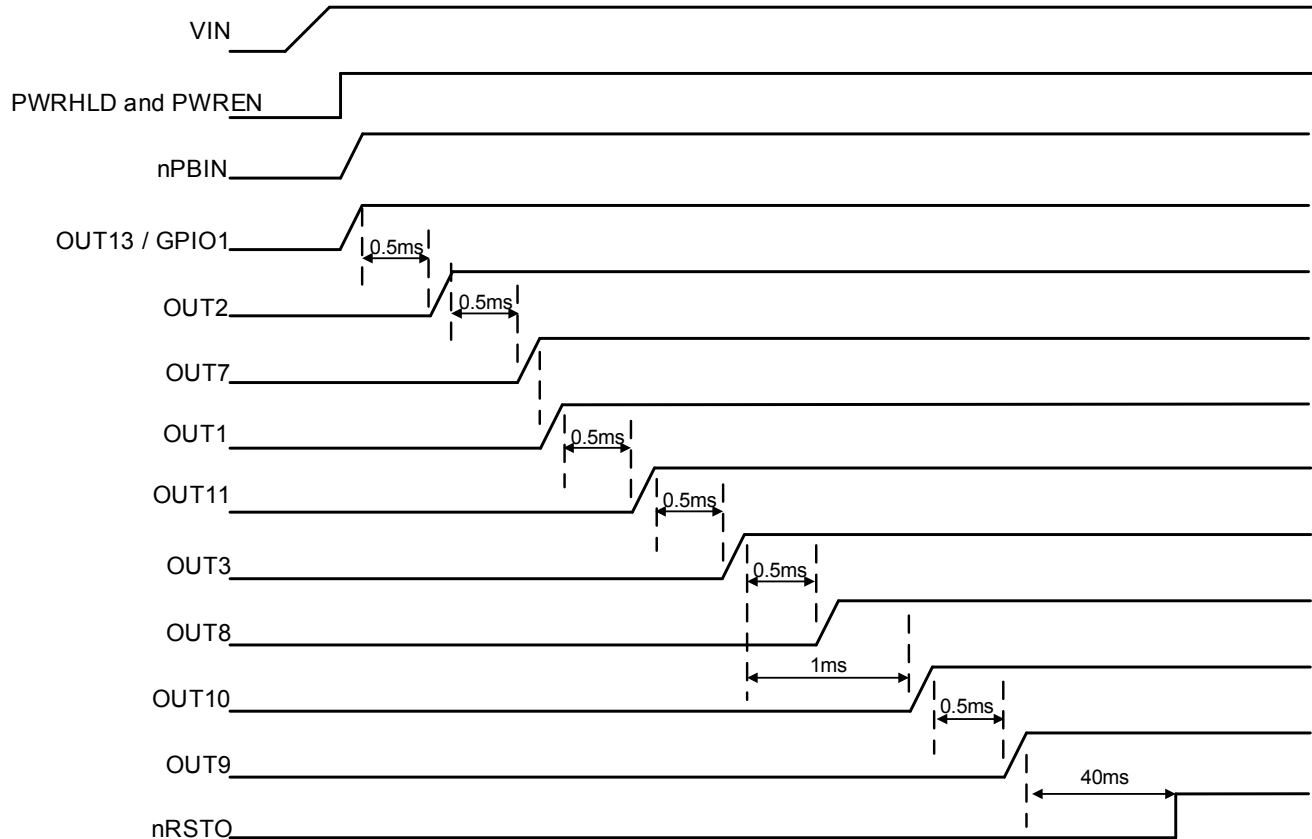 VIN
PWRHLD and PWREN
nPBIN
OUT13 / GPIO1
0.5ms
OUT2
0.5ms
OUT7
OUT1
0.5ms
OUT11
0.5ms
OUT3
0.5ms
OUT8
1ms
OUT10
0.5ms
OUT9
40ms
nRSTO